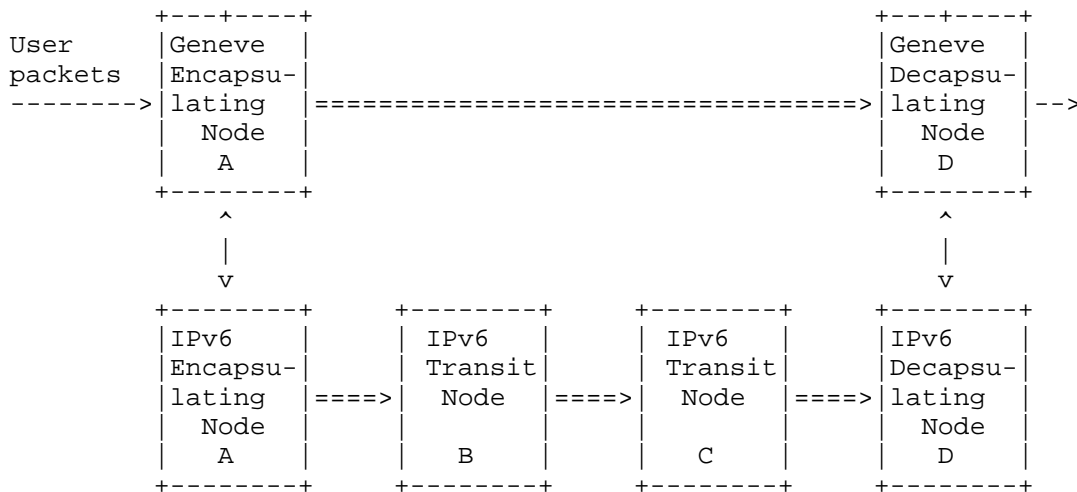 +---+----+                                   +---+----+
User        |Geneve  |                                   |Geneve  |
packets     |Encapsu-|                                   |Decapsu-|
-------->|lating  |==================================>|lating  |-->
            |  Node  |                                   |  Node  |
            |   A    |                                   |   D    |
            +--------+                                   +--------+
                ^                                            ^
                |                                            |
                v                                            v
            +--------+     +--------+     +--------+     +--------+
            |IPv6    |     | IPv6   |     | IPv6   |     |IPv6    |
            |Encapsu-|     | Transit|     | Transit|     |Decapsu-|
            |lating  |====>|  Node  |====>|  Node  |====>|lating  |
            |  Node  |     |        |     |        |     |  Node  |
            |   A    |     |   B    |     |   C    |     |   D    |
            +--------+     +--------+     +--------+     +--------+